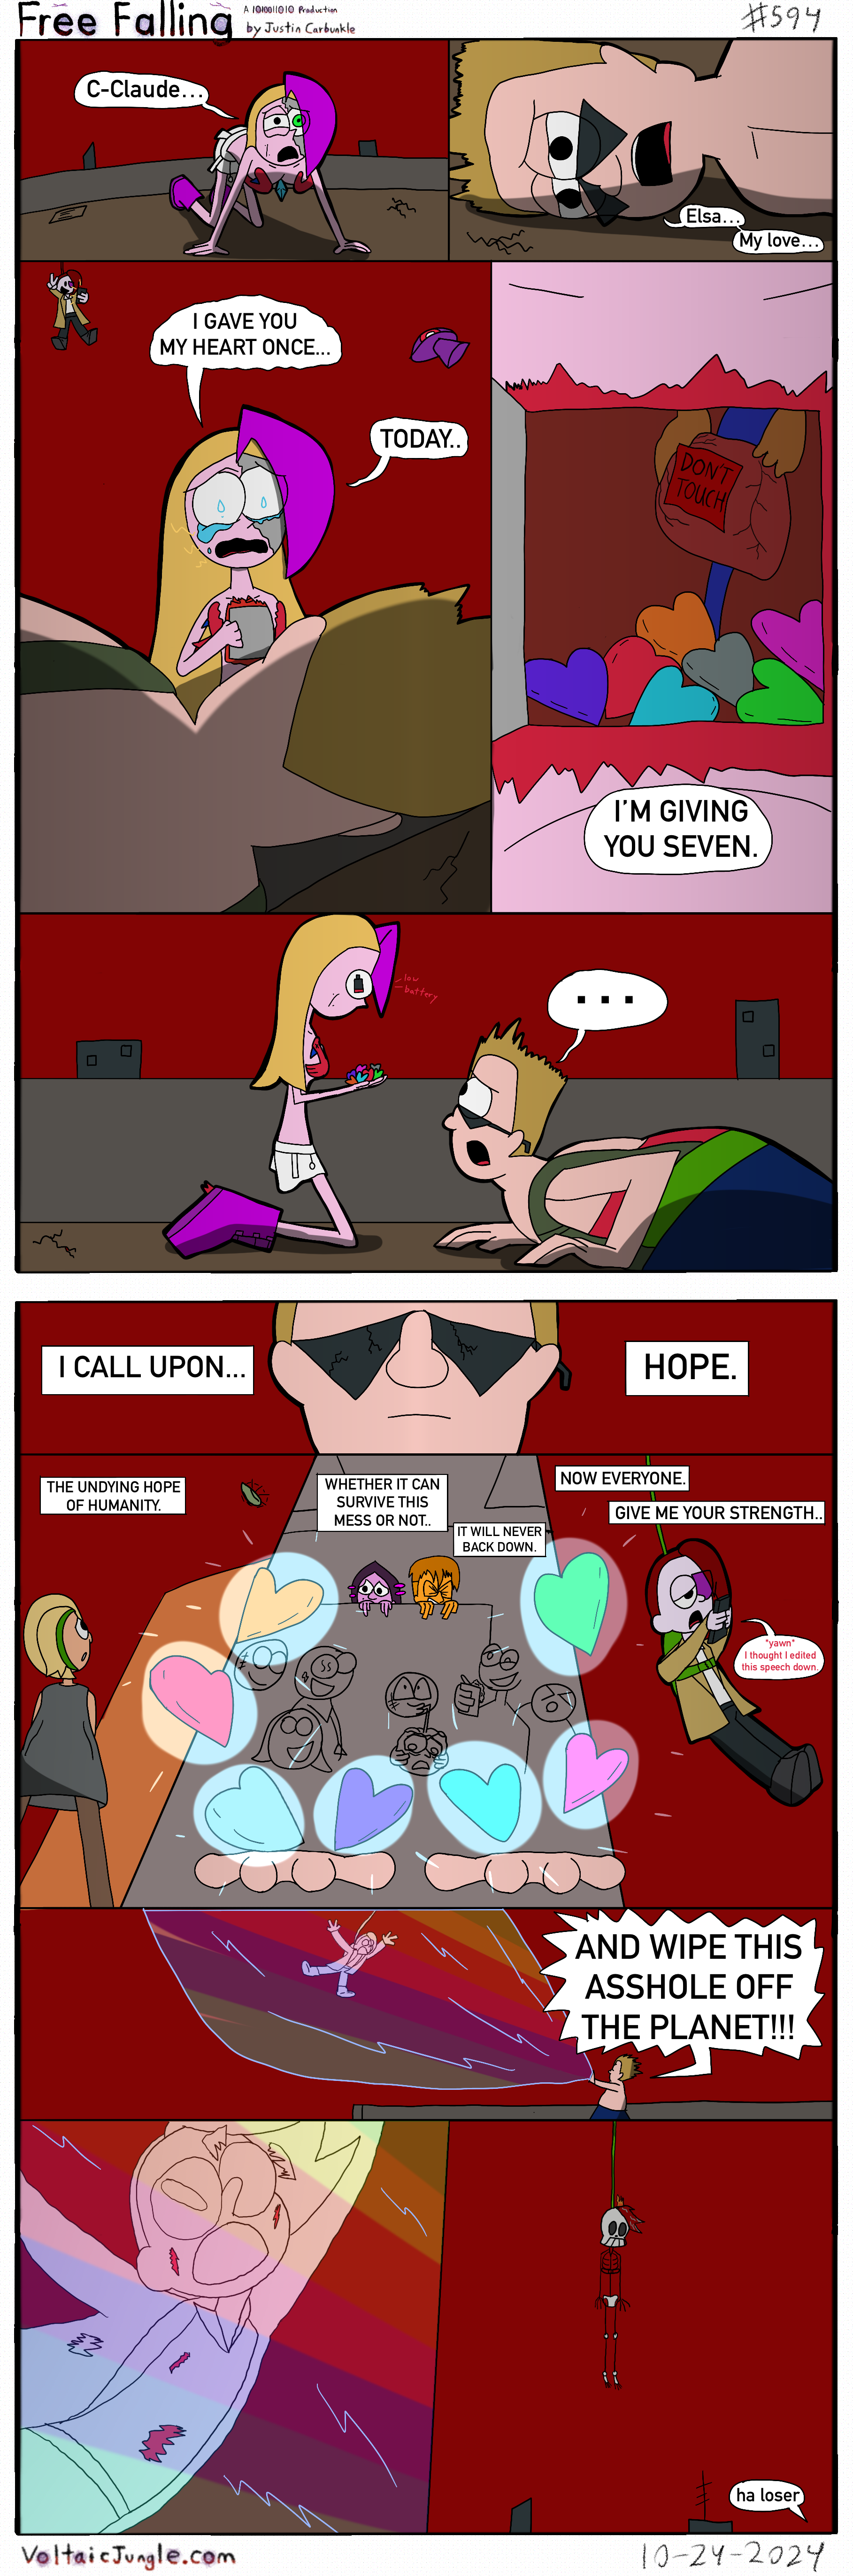 Free Falling
A 1010011010 Production
by Justin Carbunkle
#594
C-Claude...
Elsa...
My love...
I GAVE YOU
MY HEART ONCE...
TODAY..
DON'T
TOUCH
I'M GIVING
YOU SEVEN.
low
battery
...
I CALL UPON...
HOPE.
THE UNDYING HOPE
OF HUMANITY.
WHETHER IT CAN
SURVIVE THIS
MESS OR NOT..
IT WILL NEVER
BACK DOWN.
NOW EVERYONE.
GIVE ME YOUR STRENGTH..
*yawn*
I thought I edited
this speech down.
AND WIPE THIS
ASSHOLE OFF
THE PLANET!!!
ha loser
VoltaicJungle.com
10-24-2024